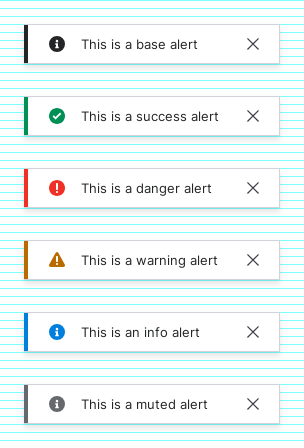 This is a base alert
This is a success alert
This is a danger alert
This is a warning alert
This is an info alert
This is a muted alert